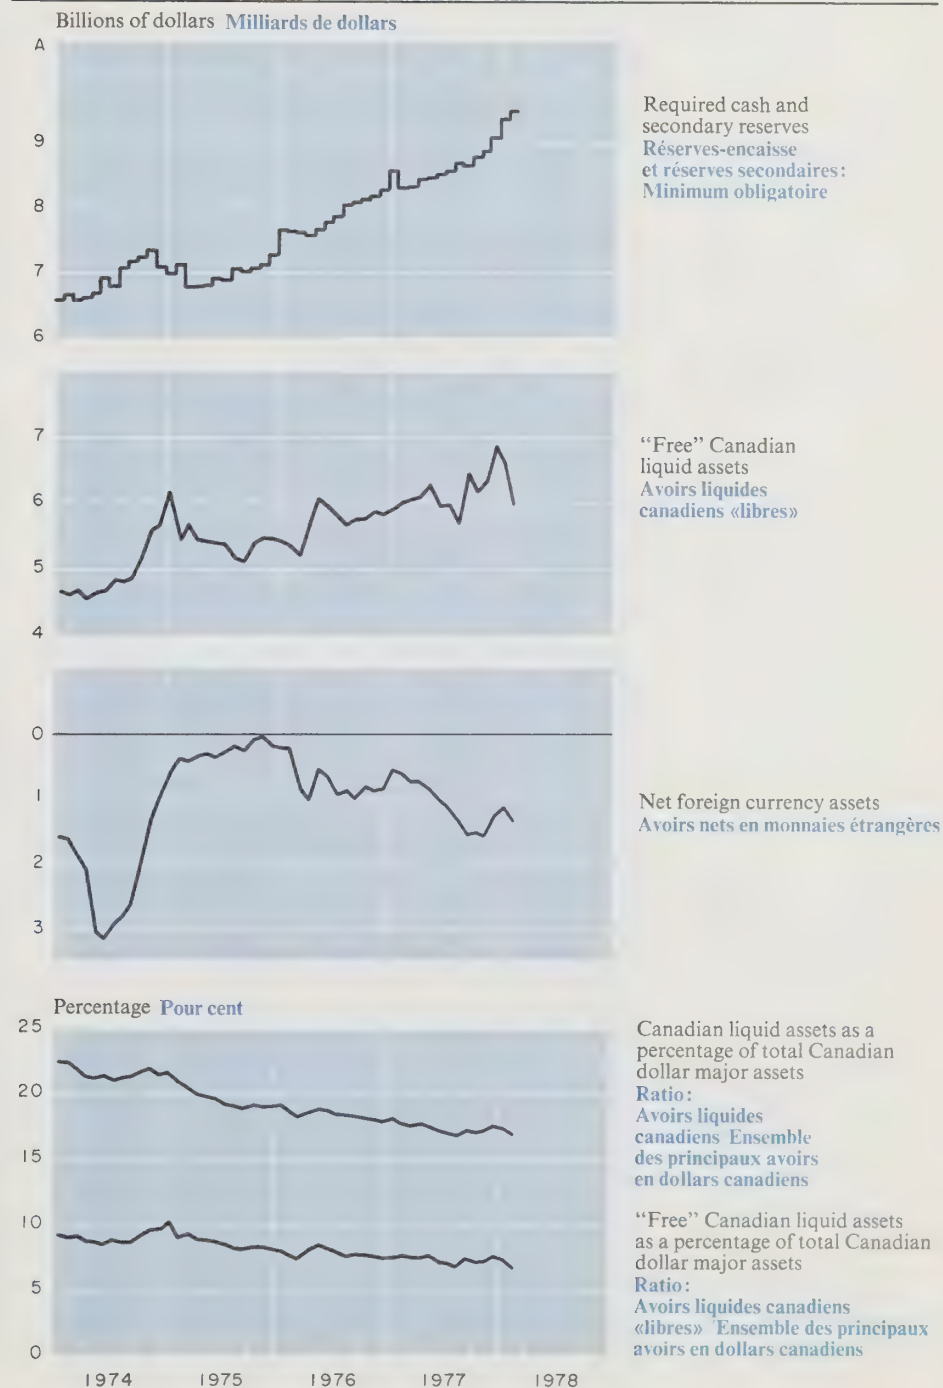 Billions of dollars Milliards de dollars
A
9
8
7
6
Required cash and
secondary reserves
Réserves-encaisse
et réserves secondaires:
Minimum obligatoire
7
6
5
4
"Free" Canadian
liquid assets
Avoirs liquides
canadiens «libres»
0
1
2
3
Net foreign currency assets
Avoirs nets en monnaies étrangères
Percentage Pour cent
25
20
15
10
5
0
Canadian liquid assets as a
percentage of total Canadian
dollar major assets
Ratio:
Avoirs liquides
canadiens Ensemble
des principaux avoirs
en dollars canadiens
"Free" Canadian liquid assets
as a percentage of total Canadian
dollar major assets
Ratio:
Avoirs liquides canadiens
«libres» Ensemble des principaux
avoirs en dollars canadiens
1974 1975 1976 1977 1978